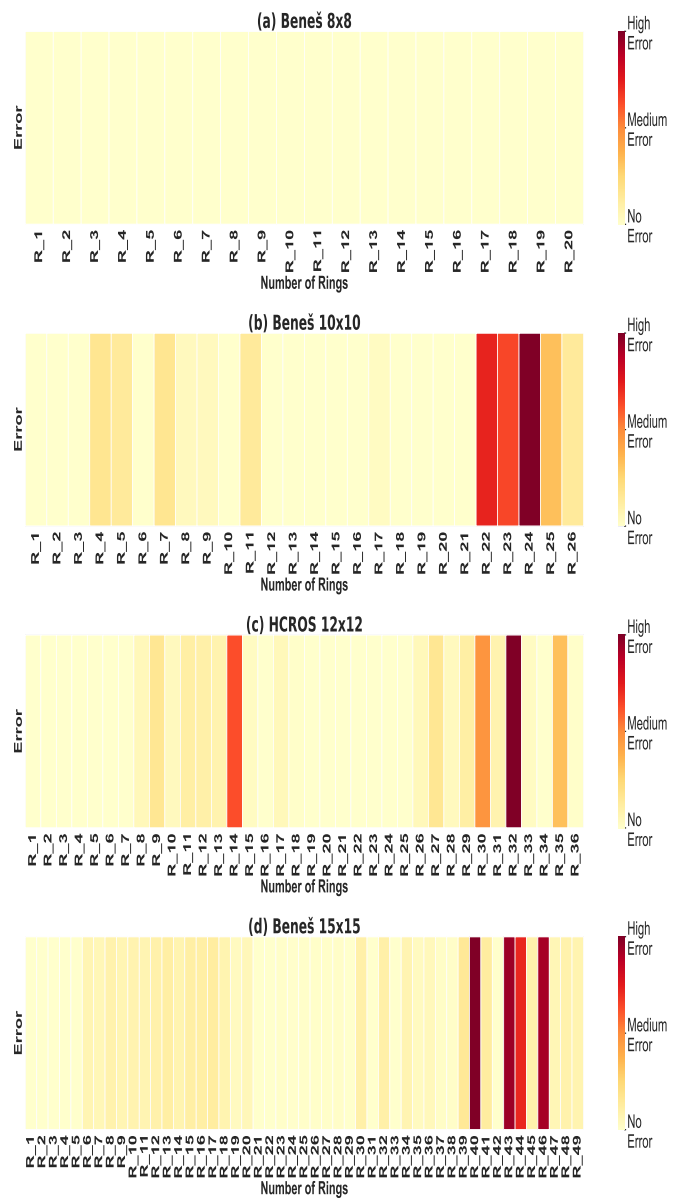 (a) Beneš 8x8
High
Error
Medium
Error
No
Error
Error
R_1 R_2 R_3 R_4 R_5 R_6 R_7 R_8 R_9 R_10 R_11 R_12 R_13 R_14 R_15 R_16 R_17 R_18 R_19 R_20
Number of Rings
(b) Beneš 10x10
High
Error
Medium
Error
No
Error
Error
R_1 R_2 R_3 R_4 R_5 R_6 R_7 R_8 R_9 R_10 R_11 R_12 R_13 R_14 R_15 R_16 R_17 R_18 R_19 R_20 R_21 R_22 R_23 R_24 R_25 R_26
Number of Rings
(c) HCROS 12x12
High
Error
Medium
Error
No
Error
Error
R_1 R_2 R_3 R_4 R_5 R_6 R_7 R_8 R_9 R_10 R_11 R_12 R_13 R_14 R_15 R_16 R_17 R_18 R_19 R_20 R_21 R_22 R_23 R_24 R_25 R_26 R_27 R_28 R_29 R_30 R_31 R_32 R_33 R_34 R_35 R_36
Number of Rings
(d) Beneš 15x15
High
Error
Medium
Error
No
Error
Error
R_1 R_2 R_3 R_4 R_5 R_6 R_7 R_8 R_9 R_10 R_11 R_12 R_13 R_14 R_15 R_16 R_17 R_18 R_19 R_20 R_21 R_22 R_23 R_24 R_25 R_26 R_27 R_28 R_29 R_30 R_31 R_32 R_33 R_34 R_35 R_36 R_37 R_38 R_39 R_40 R_41 R_42 R_43 R_44 R_45 R_46 R_47 R_48 R_49
Number of Rings